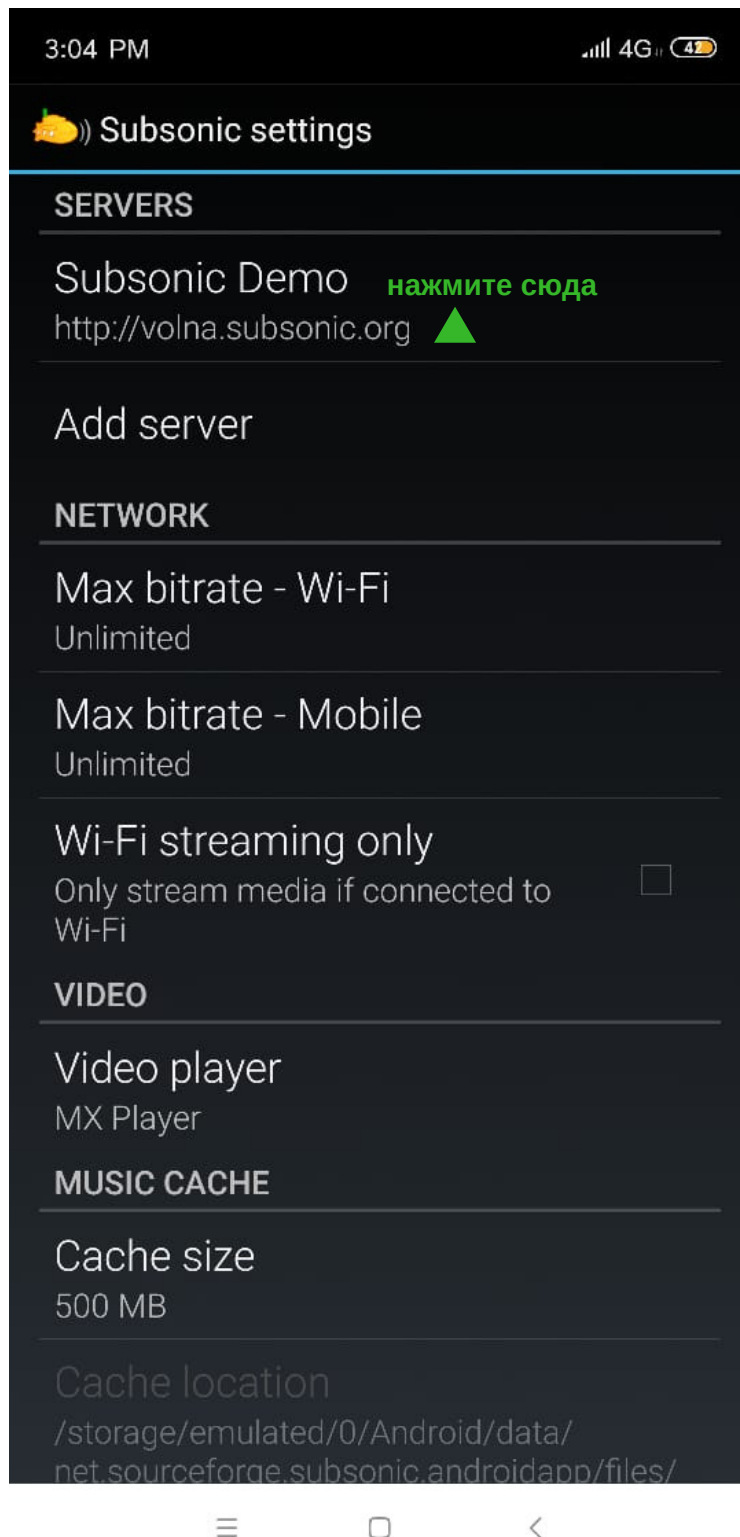 3:04 PM 4G 42
Subsonic settings
SERVERS
Subsonic Demo нажмите сюда
http://volna.subsonic.org
Add server
NETWORK
Max bitrate - Wi-Fi
Unlimited
Max bitrate - Mobile
Unlimited
Wi-Fi streaming only
Only stream media if connected to
Wi-Fi
VIDEO
Video player
MX Player
MUSIC CACHE
Cache size
500 MB
Cache location
/storage/emulated/0/Android/data/
net.sourceforge.subsonic.androidapp/files/